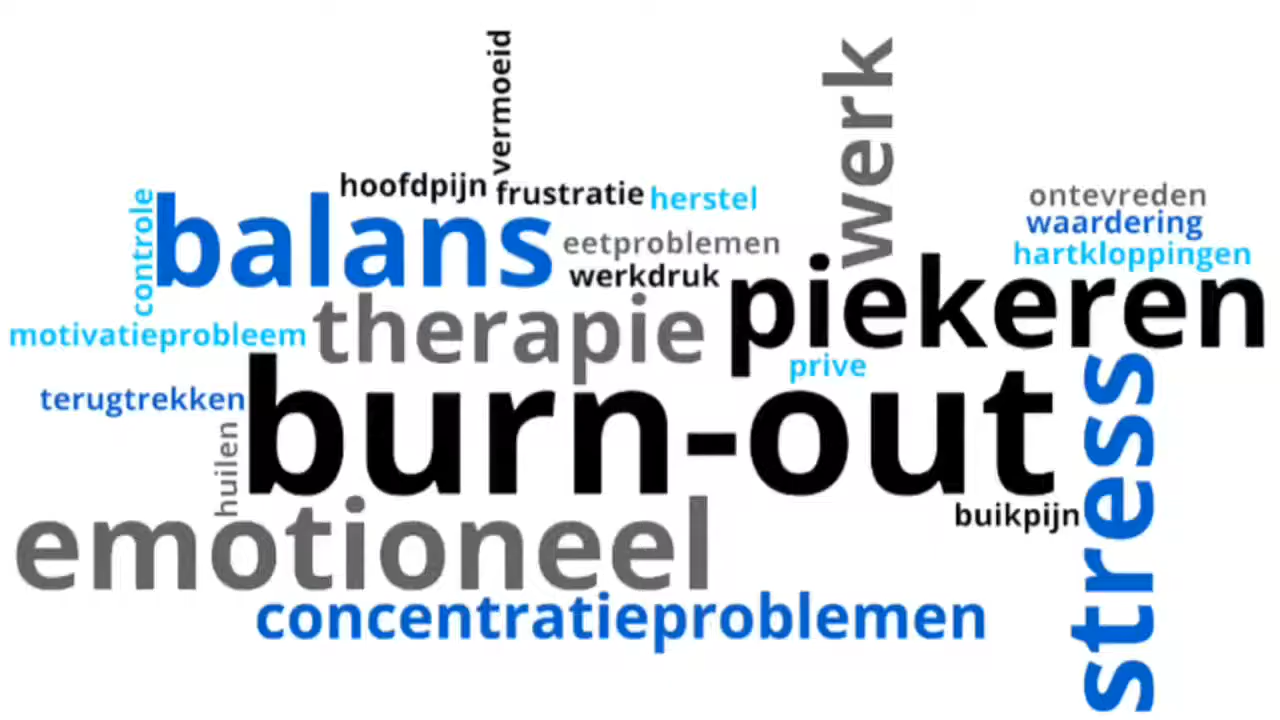 vermoeid
werk
hoofdpijn
frustratie
herstel
ontevreden
controle
balans
waardering
eetproblemen
hartkloppingen
werkdruk
piekeren
motivatieprobleem
therapie
prive
terugtrekken
burn-out
stress
huilen
buikpijn
emotioneel
concentratieproblemen